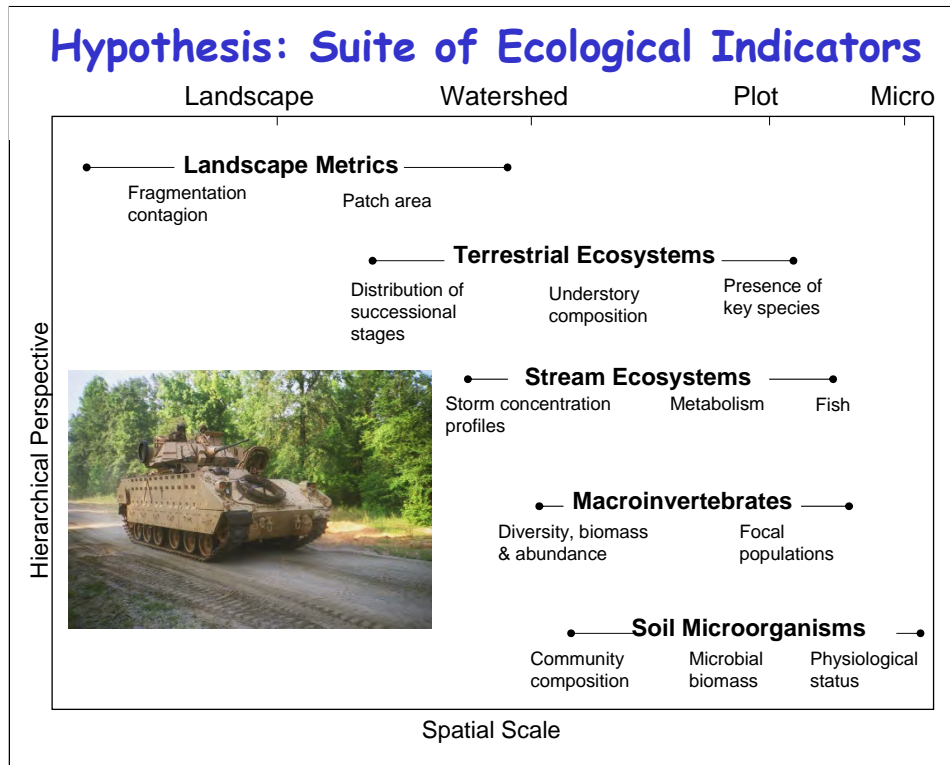 Hypothesis: Suite of Ecological Indicators
Landscape Watershed Plot Micro
Landscape Metrics
Fragmentation
contagion
Patch area
Terrestrial Ecosystems
Distribution of
successional
stages
Understory
composition
Presence of
key species
Stream Ecosystems
Storm concentration
profiles
Metabolism
Fish
Macroinvertebrates
Diversity, biomass
& abundance
Focal
populations
Soil Microorganisms
Community
composition
Microbial
biomass
Physiological
status
Hierarchical Perspective
Spatial Scale